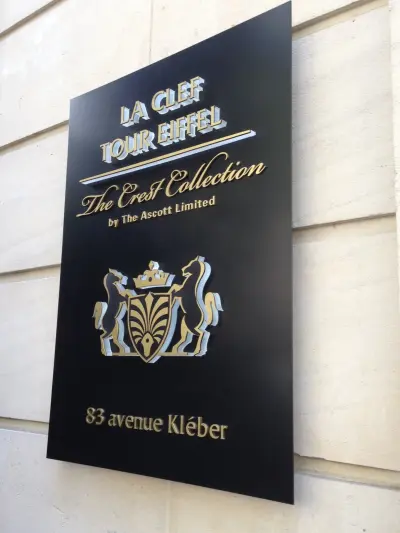 LA CLEF
TOUR EIFFEL
The Crest Collection
by The Ascott Limited
83 avenue Kléber